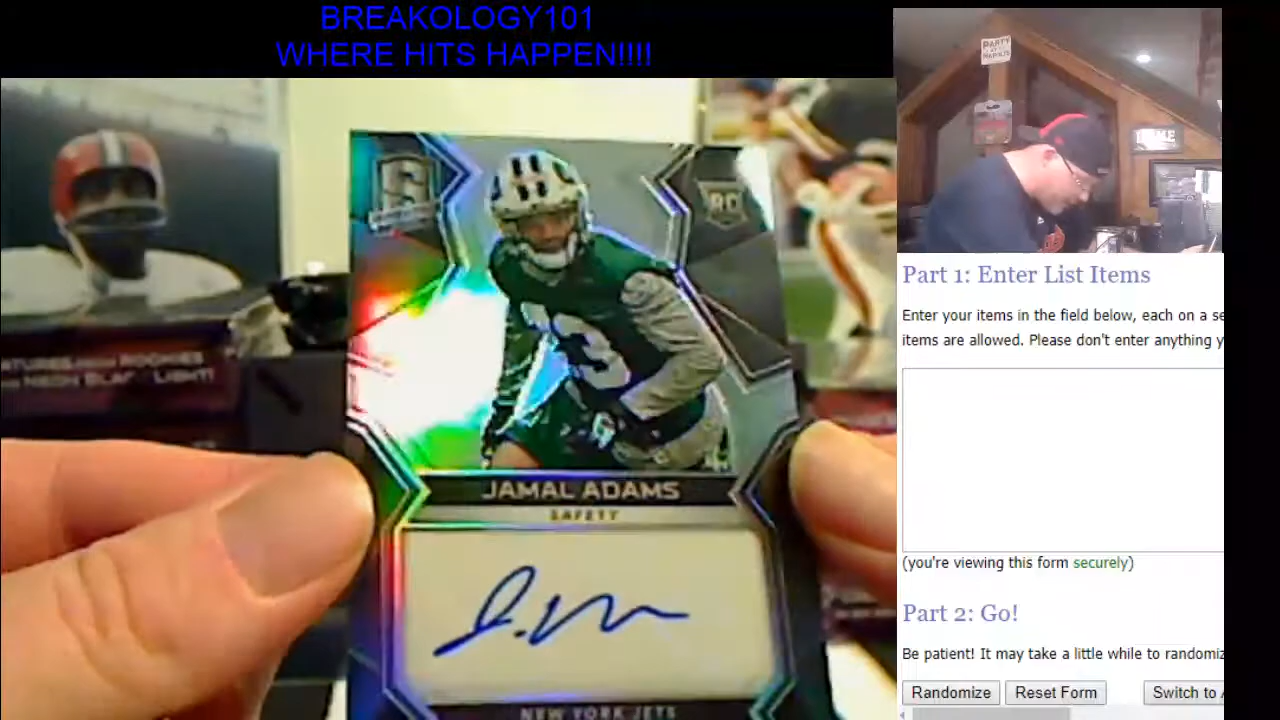 BREAKOLOGY101
WHERE HITS HAPPEN!!!!
PARTY
RC
33
JAMAL ADAMS
SAFETY
NEW YORK JETS
Part 1: Enter List Items
Enter your items in the field below, each on a se
items are allowed. Please don't enter anything y
(you're viewing this form securely)
Part 2: Go!
Be patient! It may take a little while to randomiz
Randomize
Reset Form
Switch to